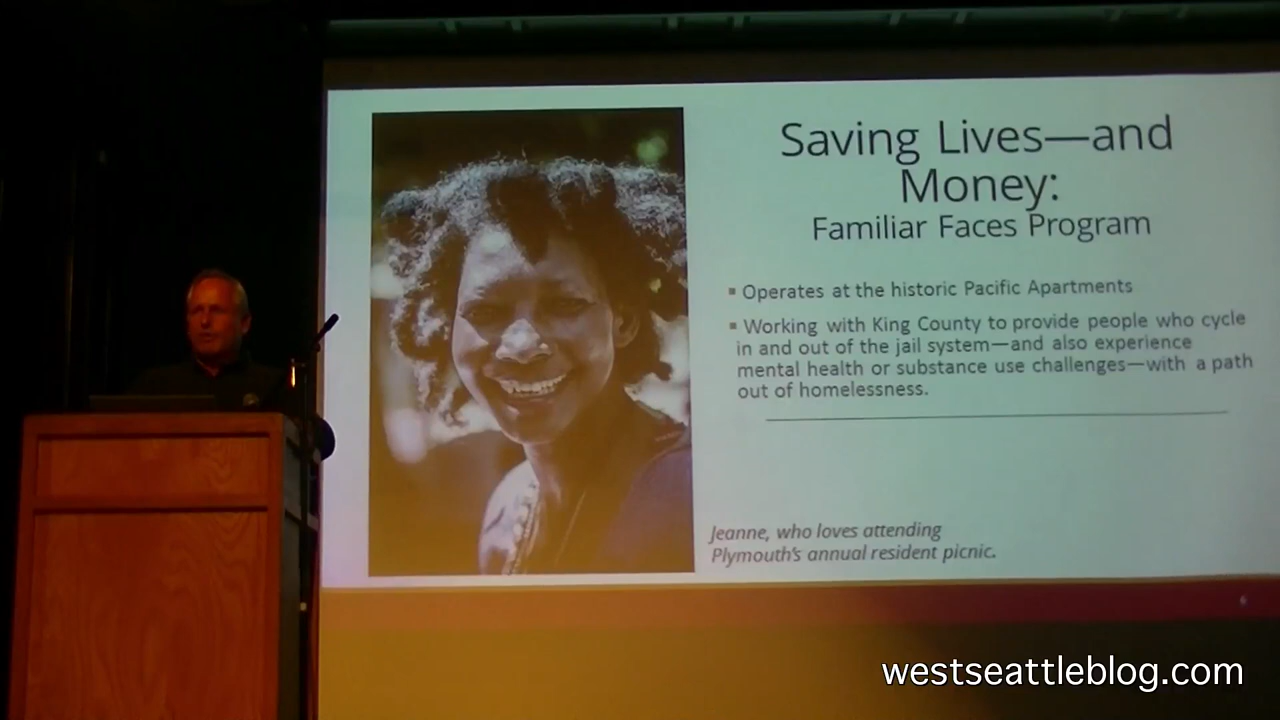 Saving Lives—and
Money:
Familiar Faces Program
▪ Operates at the historic Pacific Apartments
▪ Working with King County to provide people who cycle
in and out of the jail system—and also experience
mental health or substance use challenges—with a path
out of homelessness.
Jeanne, who loves attending
Plymouth's annual resident picnic.
westseattleblog.com